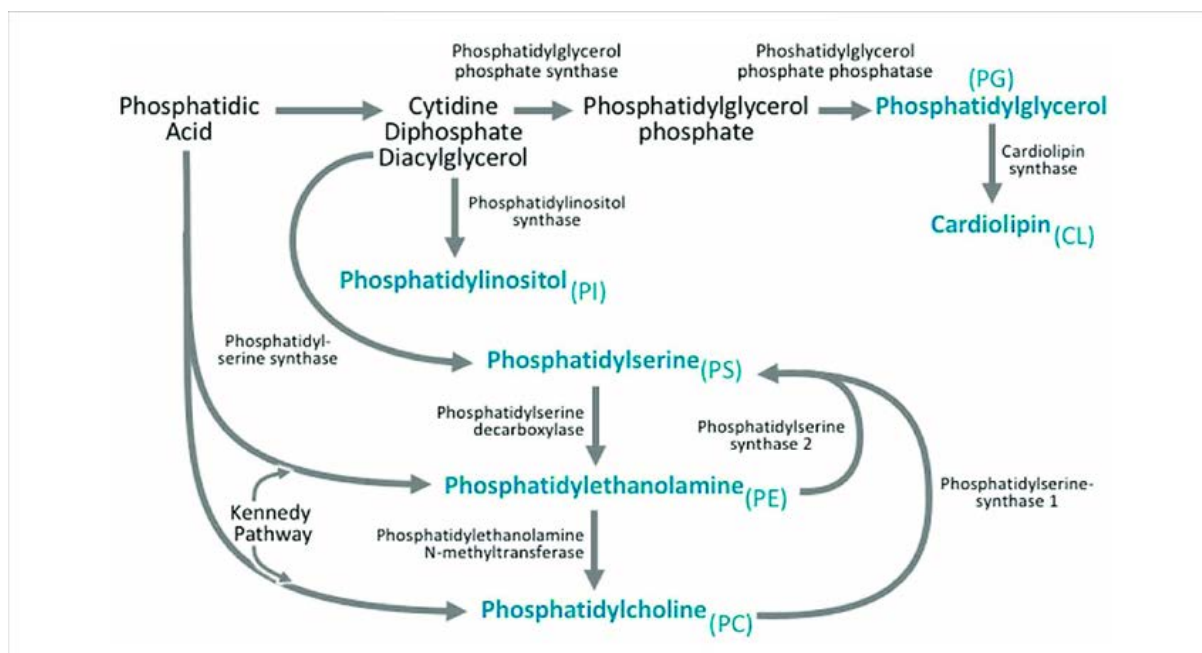 Phosphatidylglycerol
phosphate synthase
Phoshatidylglycerol
phosphate phosphatase
(PG)
Phosphatidic
Acid
Cytidine
Diphosphate
Diacylglycerol
Phosphatidylglycerol
phosphate
Phosphatidylglycerol
Cardiolipin
synthase
Phosphatidylinositol
synthase
Cardiolipin (CL)
Phosphatidylinositol (PI)
Phosphatidyl-
serine synthase
Phosphatidylserine (PS)
Phosphatidylserine
decarboxylase
Phosphatidylserine
synthase 2
Phosphatidylserine-
synthase 1
Phosphatidylethanolamine (PE)
Kennedy
Pathway
Phosphatidylethanolamine
N-methyltransferase
Phosphatidylcholine (PC)